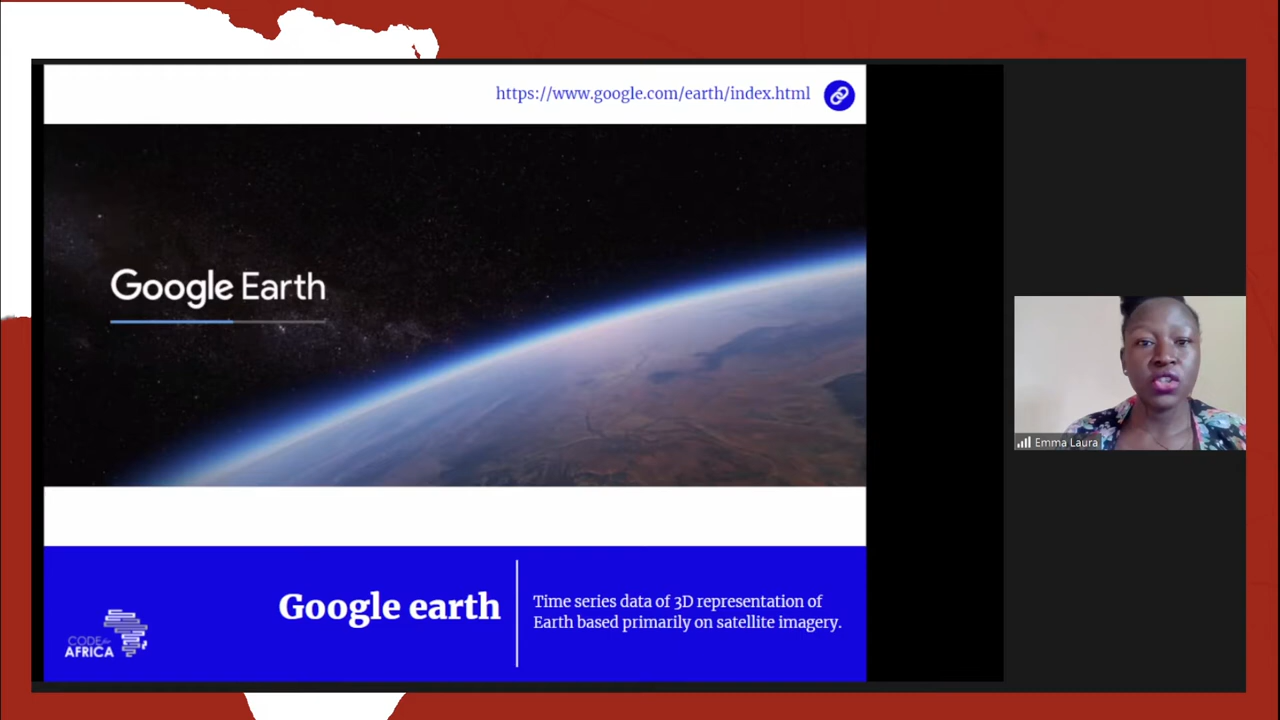 https://www.google.com/earth/index.html
Google Earth
Emma Laura
Google earth
Time series data of 3D representation of
Earth based primarily on satellite imagery.
CODE for
AFRICA